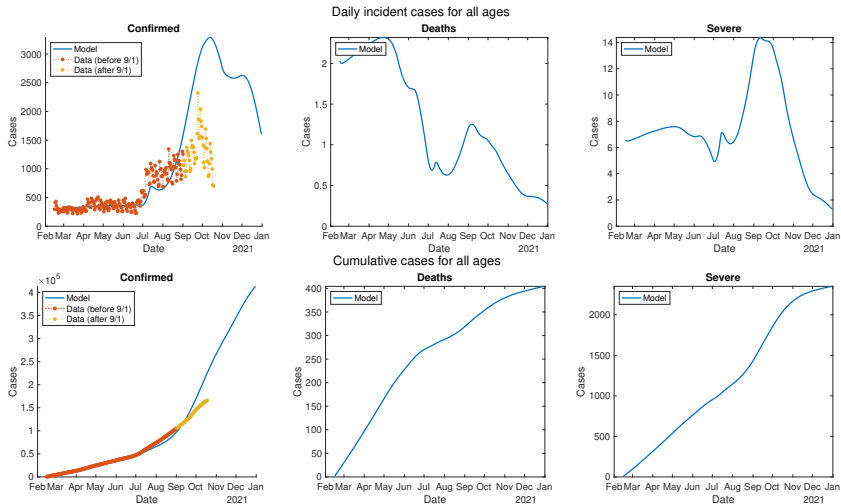 Daily incident cases for all ages
Confirmed
Deaths
Severe
Model
Data (before 9/1)
Data (after 9/1)
Model
Model
Cases
3000
2500
2000
1500
1000
500
0
Cases
2
1.5
1
0.5
0
Cases
14
12
10
8
6
4
2
0
Feb Mar Apr May Jun Jul Aug Sep Oct Nov Dec Jan
Date
2021
Feb Mar Apr May Jun Jul Aug Sep Oct Nov Dec Jan
Date
2021
Feb Mar Apr May Jun Jul Aug Sep Oct Nov Dec Jan
Date
2021
Cumulative cases for all ages
×10⁵
Confirmed
Deaths
Severe
Model
Data (before 9/1)
Data (after 9/1)
Model
Model
Cases
4
3.5
3
2.5
2
1.5
1
0.5
0
Cases
400
350
300
250
200
150
100
50
0
Cases
2000
1500
1000
500
0
Feb Mar Apr May Jun Jul Aug Sep Oct Nov Dec Jan
Date
2021
Feb Mar Apr May Jun Jul Aug Sep Oct Nov Dec Jan
Date
2021
Feb Mar Apr May Jun Jul Aug Sep Oct Nov Dec Jan
Date
2021